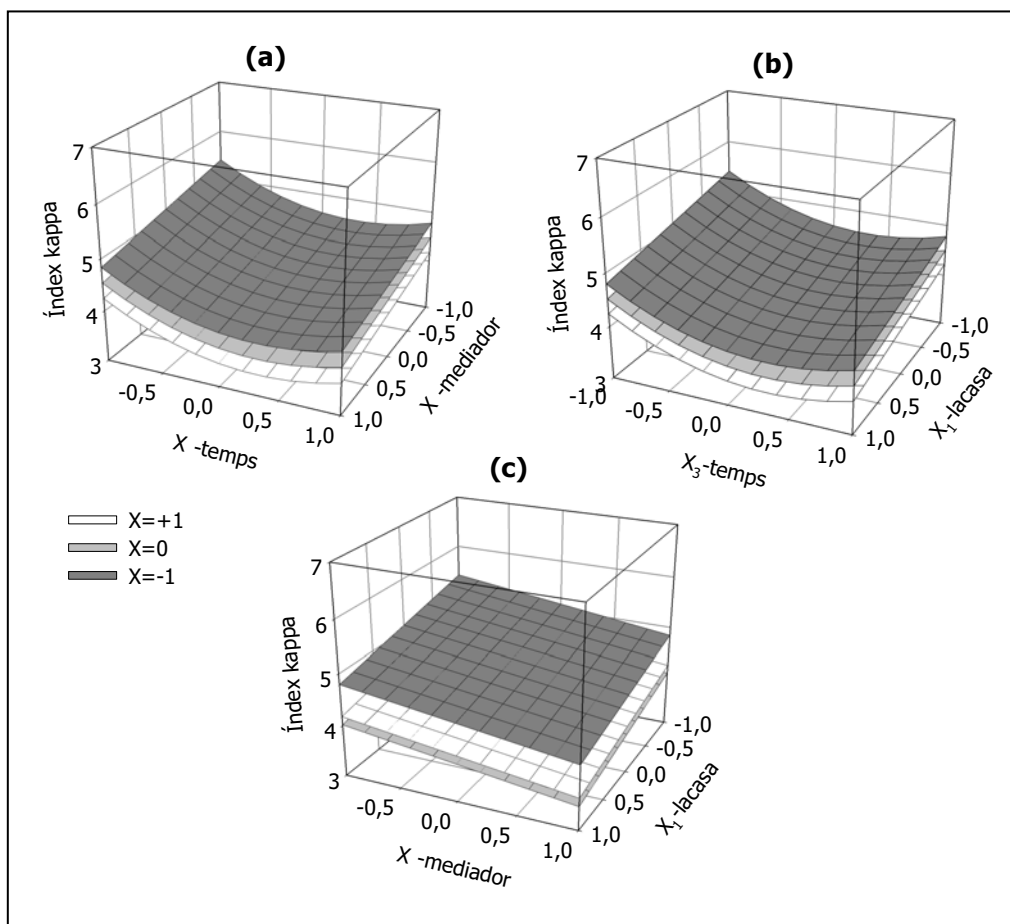 (a)
7
6
5
4
3
Índex kappa
-0,5
0,0
0,5
1,0
X -temps
-1,0
-0,5
0,0
0,5
1,0
X -mediador
(b)
7
6
5
4
3
Índex kappa
-1,0
-0,5
0,0
0,5
1,0
X₃-temps
-1,0
-0,5
0,0
0,5
1,0
X₁-lacasa
X=+1
X=0
X=-1
(c)
7
6
5
4
3
Índex kappa
-0,5
0,0
0,5
1,0
X -mediador
-1,0
-0,5
0,0
0,5
1,0
X₁-lacasa